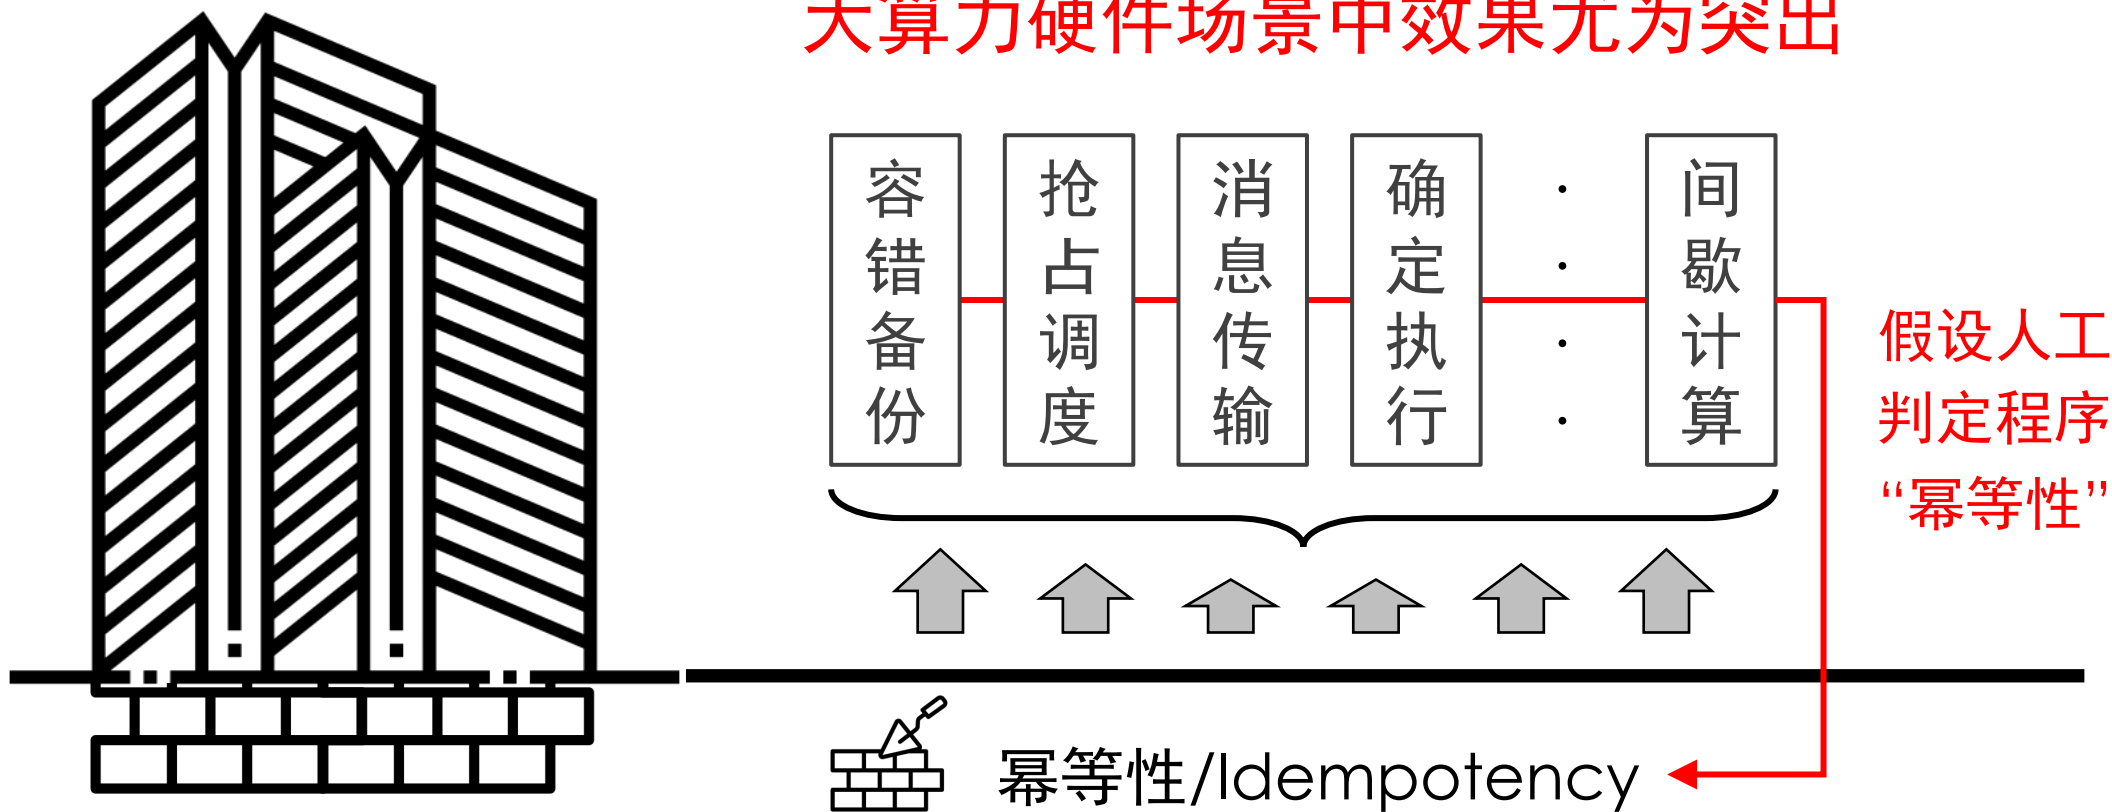 大算力硬件场景中效果尤为突出
容错备份
抢占调度
消息传输
确定执行
····
间歇计算
假设人工
判定程序
“幂等性”
幂等性/Idempotency